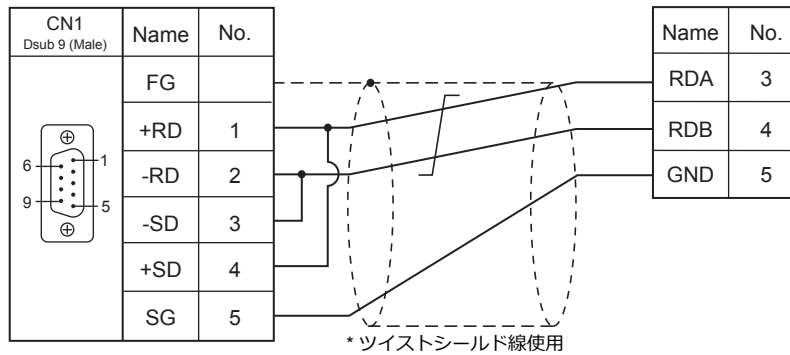 CN1
Dsub 9 (Male)
Name No.
FG
+RD 1
-RD 2
-SD 3
+SD 4
SG 5
6 1
9 5
Name No.
RDA 3
RDB 4
GND 5
* ツイストシールド線使用